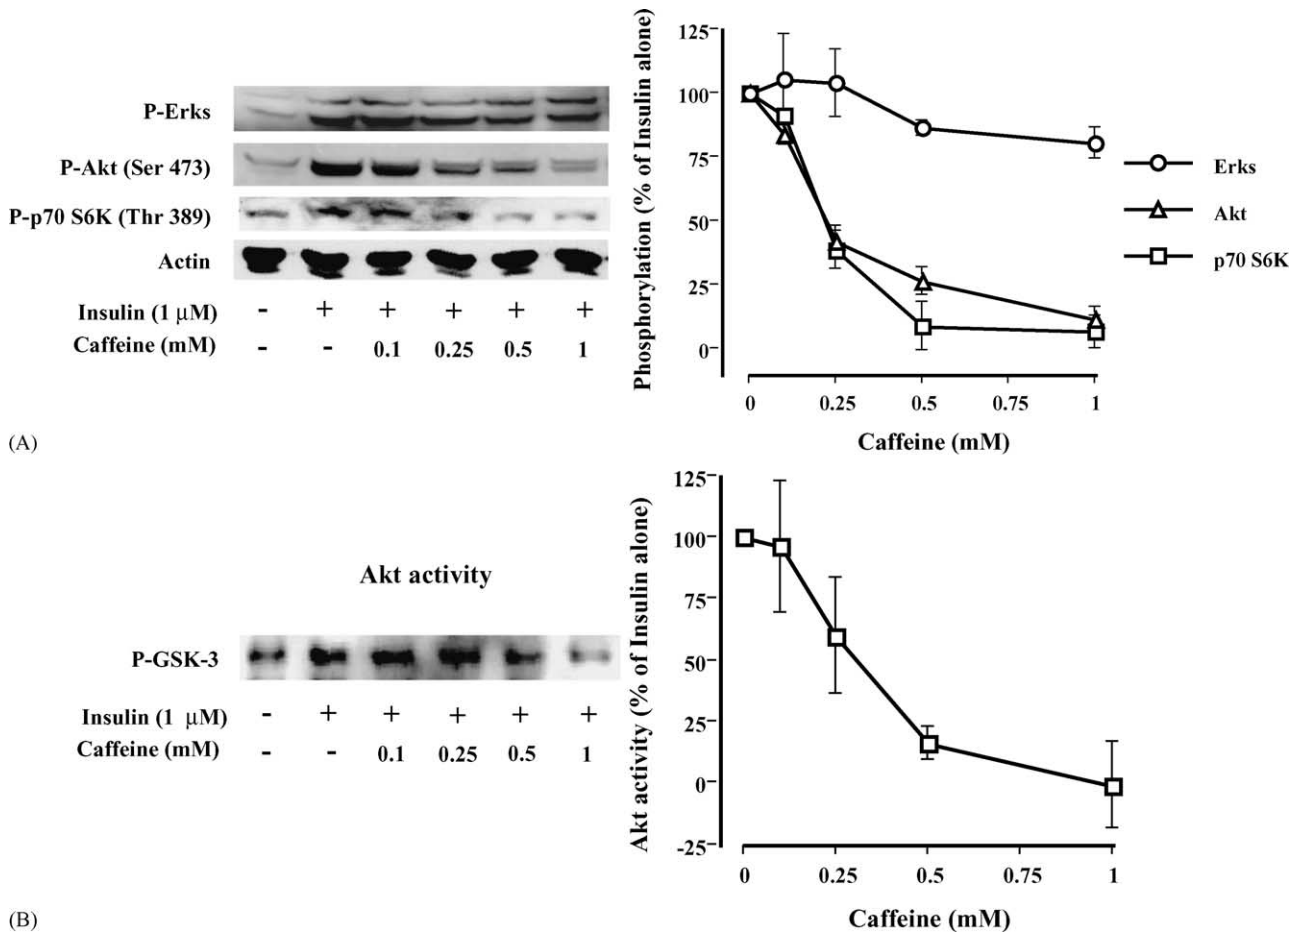 P-Erks
P-Akt (Ser 473)
P-p70 S6K (Thr 389)
Actin
Insulin (1 μM) - + + + + +
Caffeine (mM) - - 0.1 0.25 0.5 1
(A)
Phosphorylation (% of Insulin alone)
125
100
75
50
25
0
0 0.25 0.5 0.75 1
Caffeine (mM)
Erks
Akt
p70 S6K
Akt activity
P-GSK-3
Insulin (1 μM) - + + + + +
Caffeine (mM) - - 0.1 0.25 0.5 1
(B)
Akt activity (% of Insulin alone)
125
100
75
50
25
0
-25
0 0.25 0.5 0.75 1
Caffeine (mM)